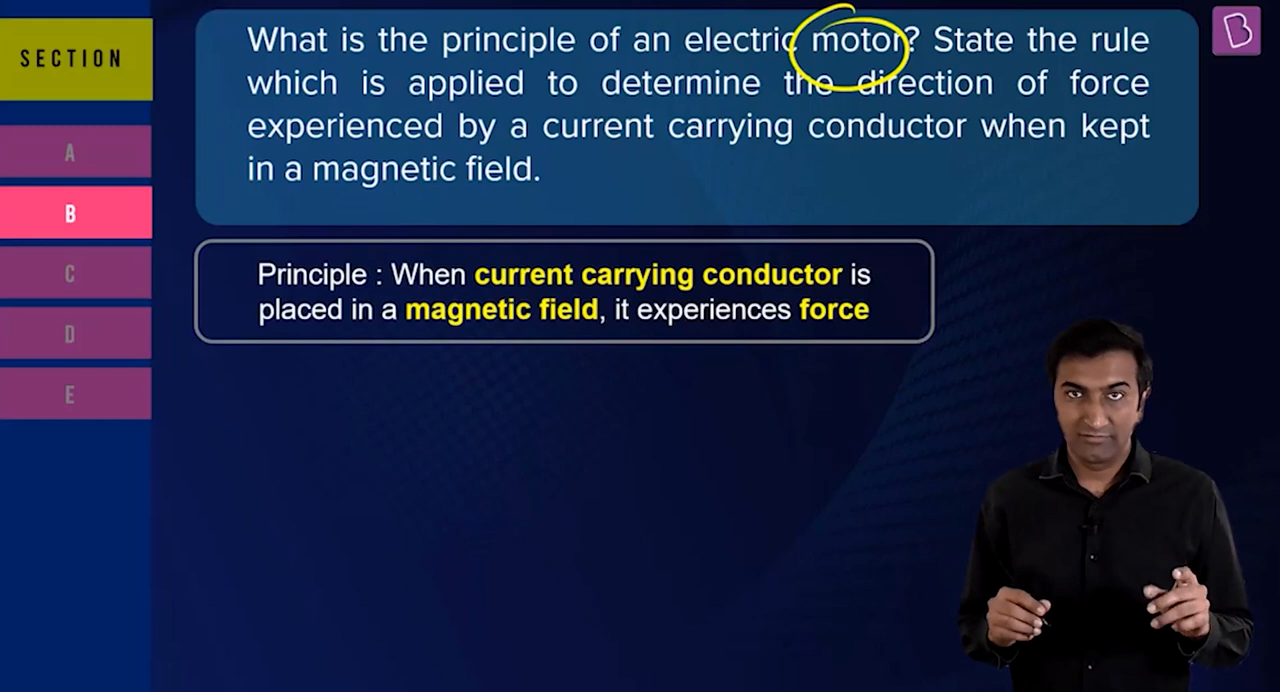 SECTION
A
B
C
D
E
What is the principle of an electric motor? State the rule
which is applied to determine the direction of force
experienced by a current carrying conductor when kept
in a magnetic field.
Principle : When current carrying conductor is
placed in a magnetic field, it experiences force
B